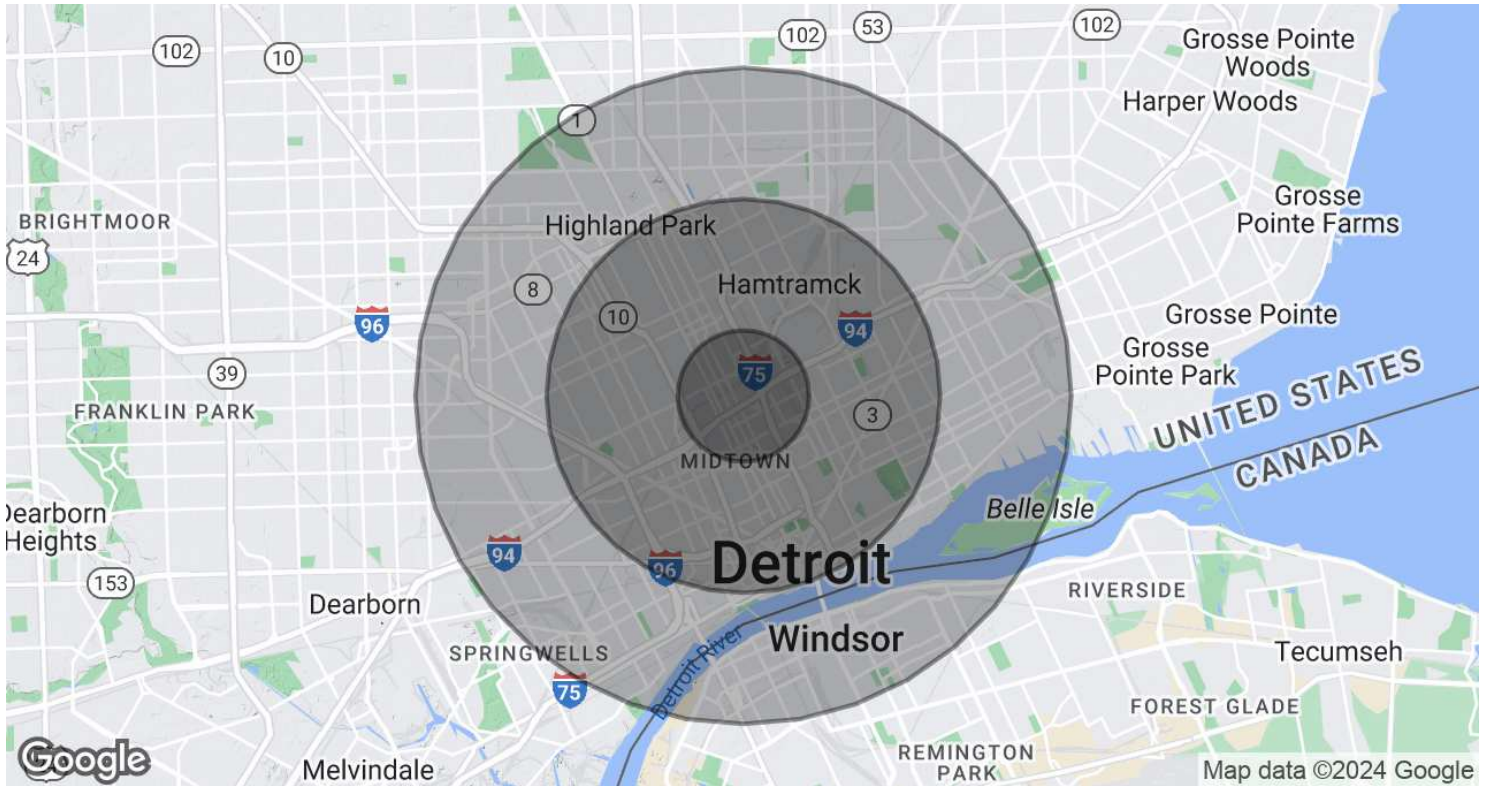 102
10
102
53
102
Grosse Pointe
Woods
Harper Woods
1
BRIGHTMOOR
24
Highland Park
Grosse
Pointe Farms
8
Hamtramck
10
96
94
Grosse Pointe
39
75
Grosse
Pointe Park
FRANKLIN PARK
3
UNITED STATES
CANADA
MIDTOWN
Dearborn
Heights
Belle Isle
94
96
Detroit
153
Dearborn
RIVERSIDE
SPRINGWELLS
Windsor
Tecumseh
75
Detroit River
FOREST GLADE
Google
Melvindale
REMINGTON
PARK
Map data ©2024 Google